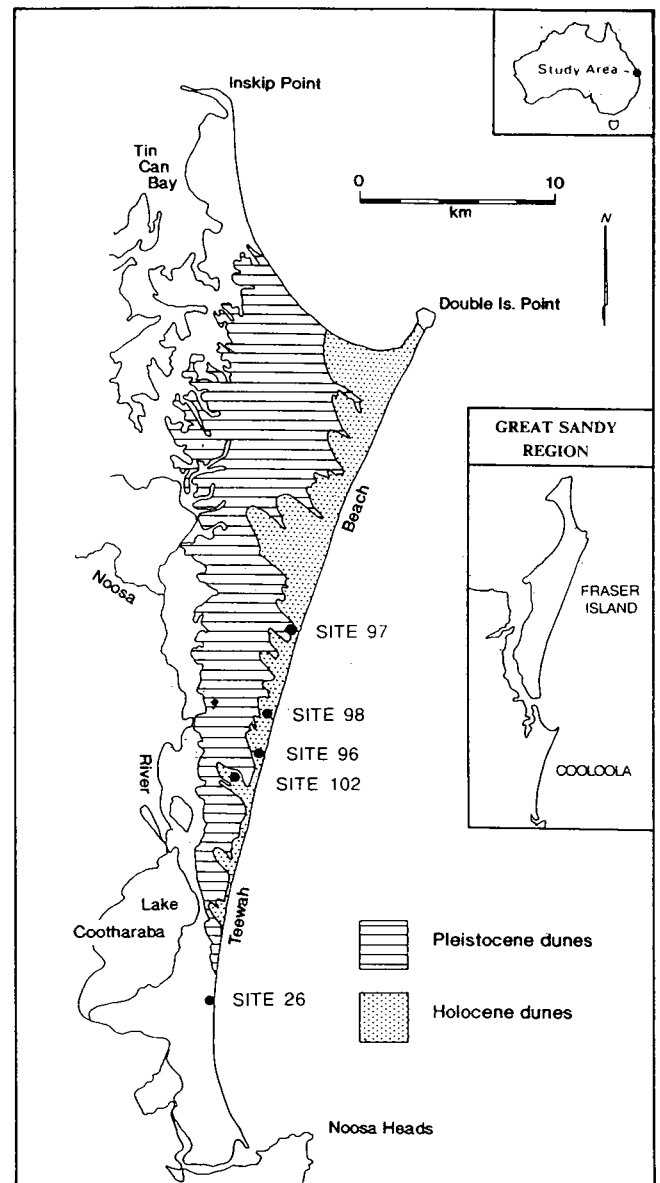 Study Area
Inskip Point
Tin
Can
Bay
0 10
km
N
Double Is. Point
GREAT SANDY
REGION
Beach
Noosa
FRASER
ISLAND
SITE 97
SITE 98
SITE 96
SITE 102
COOLOOLA
River
Lake
Cootharaba
Teewah
Pleistocene dunes
SITE 26
Holocene dunes
Noosa Heads